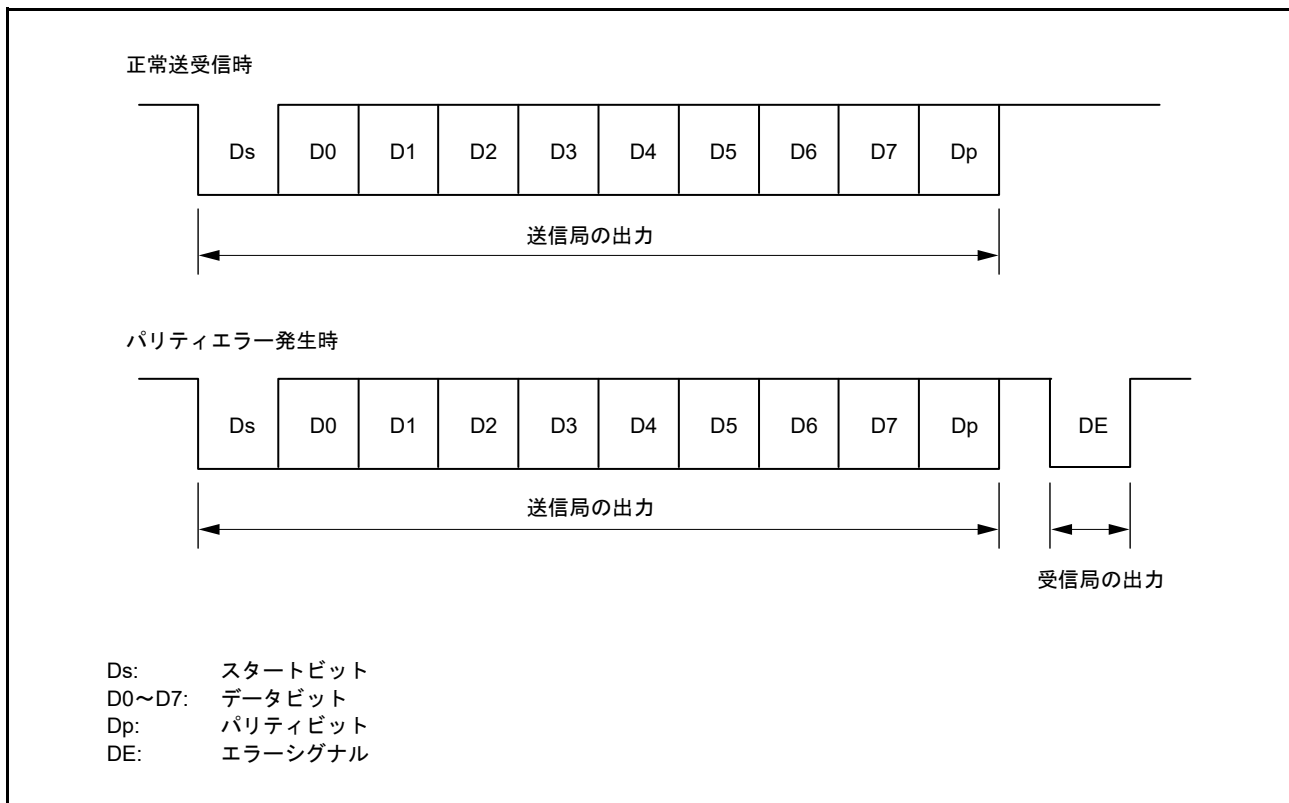 正常送受信時
Ds D0 D1 D2 D3 D4 D5 D6 D7 Dp
送信局の出力
パリティエラー発生時
Ds D0 D1 D2 D3 D4 D5 D6 D7 Dp DE
送信局の出力
受信局の出力
Ds: スタートビット
D0～D7: データビット
Dp: パリティビット
DE: エラーシグナル